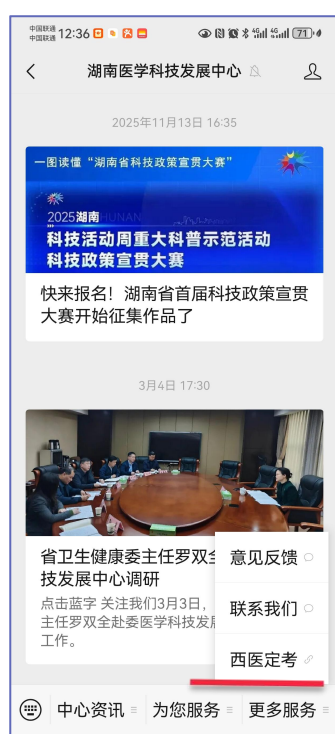 中国联通 12:36 46 46 71
中国联通
湖南医学科技发展中心
2025年11月13日 16:35
一图读懂“湖南省科技政策宣贯大赛”
2025湖南HUNAN
科技活动周重大科普示范活动
科技政策宣贯大赛
快来报名！湖南省首届科技政策宣贯
大赛开始征集作品了
3月4日 17:30
省卫生健康委主任罗双全
技发展中心调研
点击蓝字 关注我们3月3日，
主任罗双全赴委医学科技发展
工作。
意见反馈
联系我们
西医定考
中心资讯 为您服务 更多服务